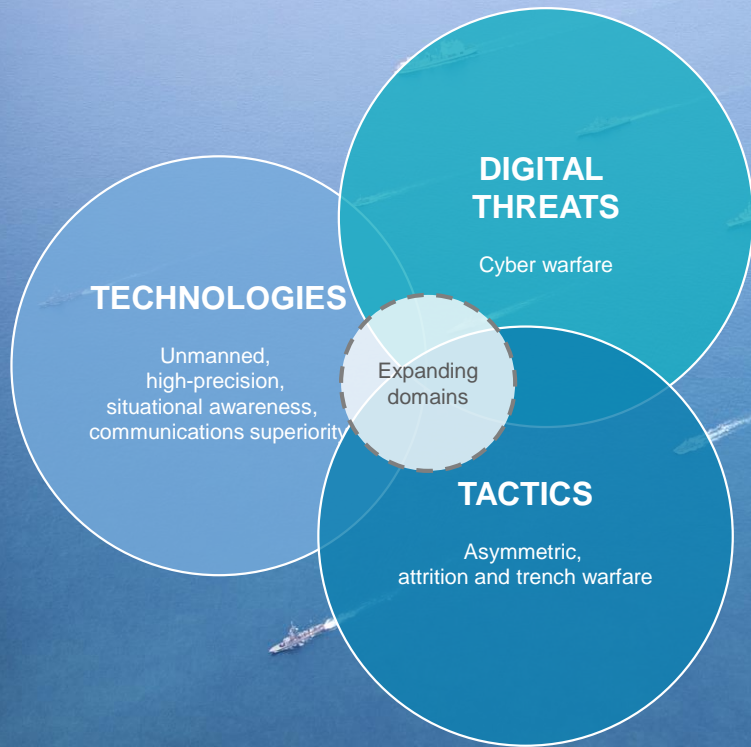 DIGITAL
THREATS
Cyber warfare
TECHNOLOGIES
Unmanned,
high-precision,
situational awareness,
communications superiority
Expanding
domains
TACTICS
Asymmetric,
attrition and trench warfare